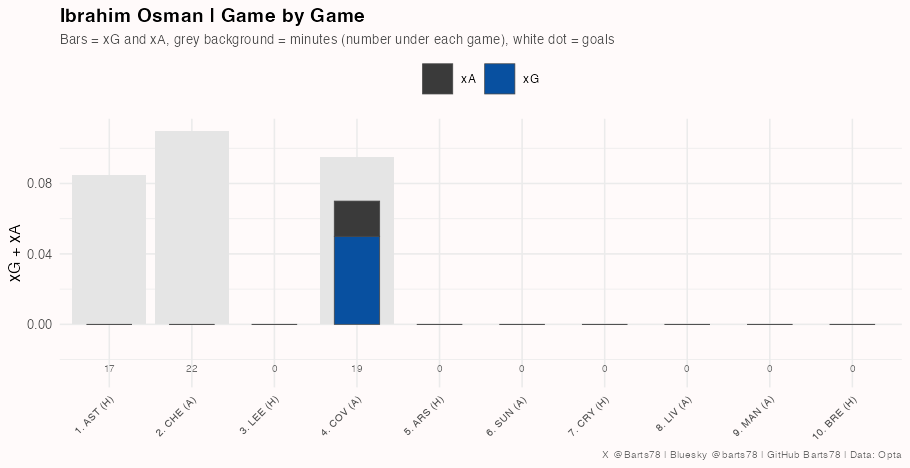 Ibrahim Osman | Game by Game
Bars = xG and xA, grey background = minutes (number under each game), white dot = goals
xA xG
xG + xA
0.08
0.04
0.00
17 22 0 19 0 0 0 0 0 0
1. AST (H) 2. CHE (A) 3. LEE (H) 4. COV (A) 5. ARS (H) 6. SUN (A) 7. CRY (H) 8. LIV (A) 9. MAN (A) 10. BRE (H)
X @Barts78 | Bluesky @barts78 | GitHub Barts78 | Data: Opta